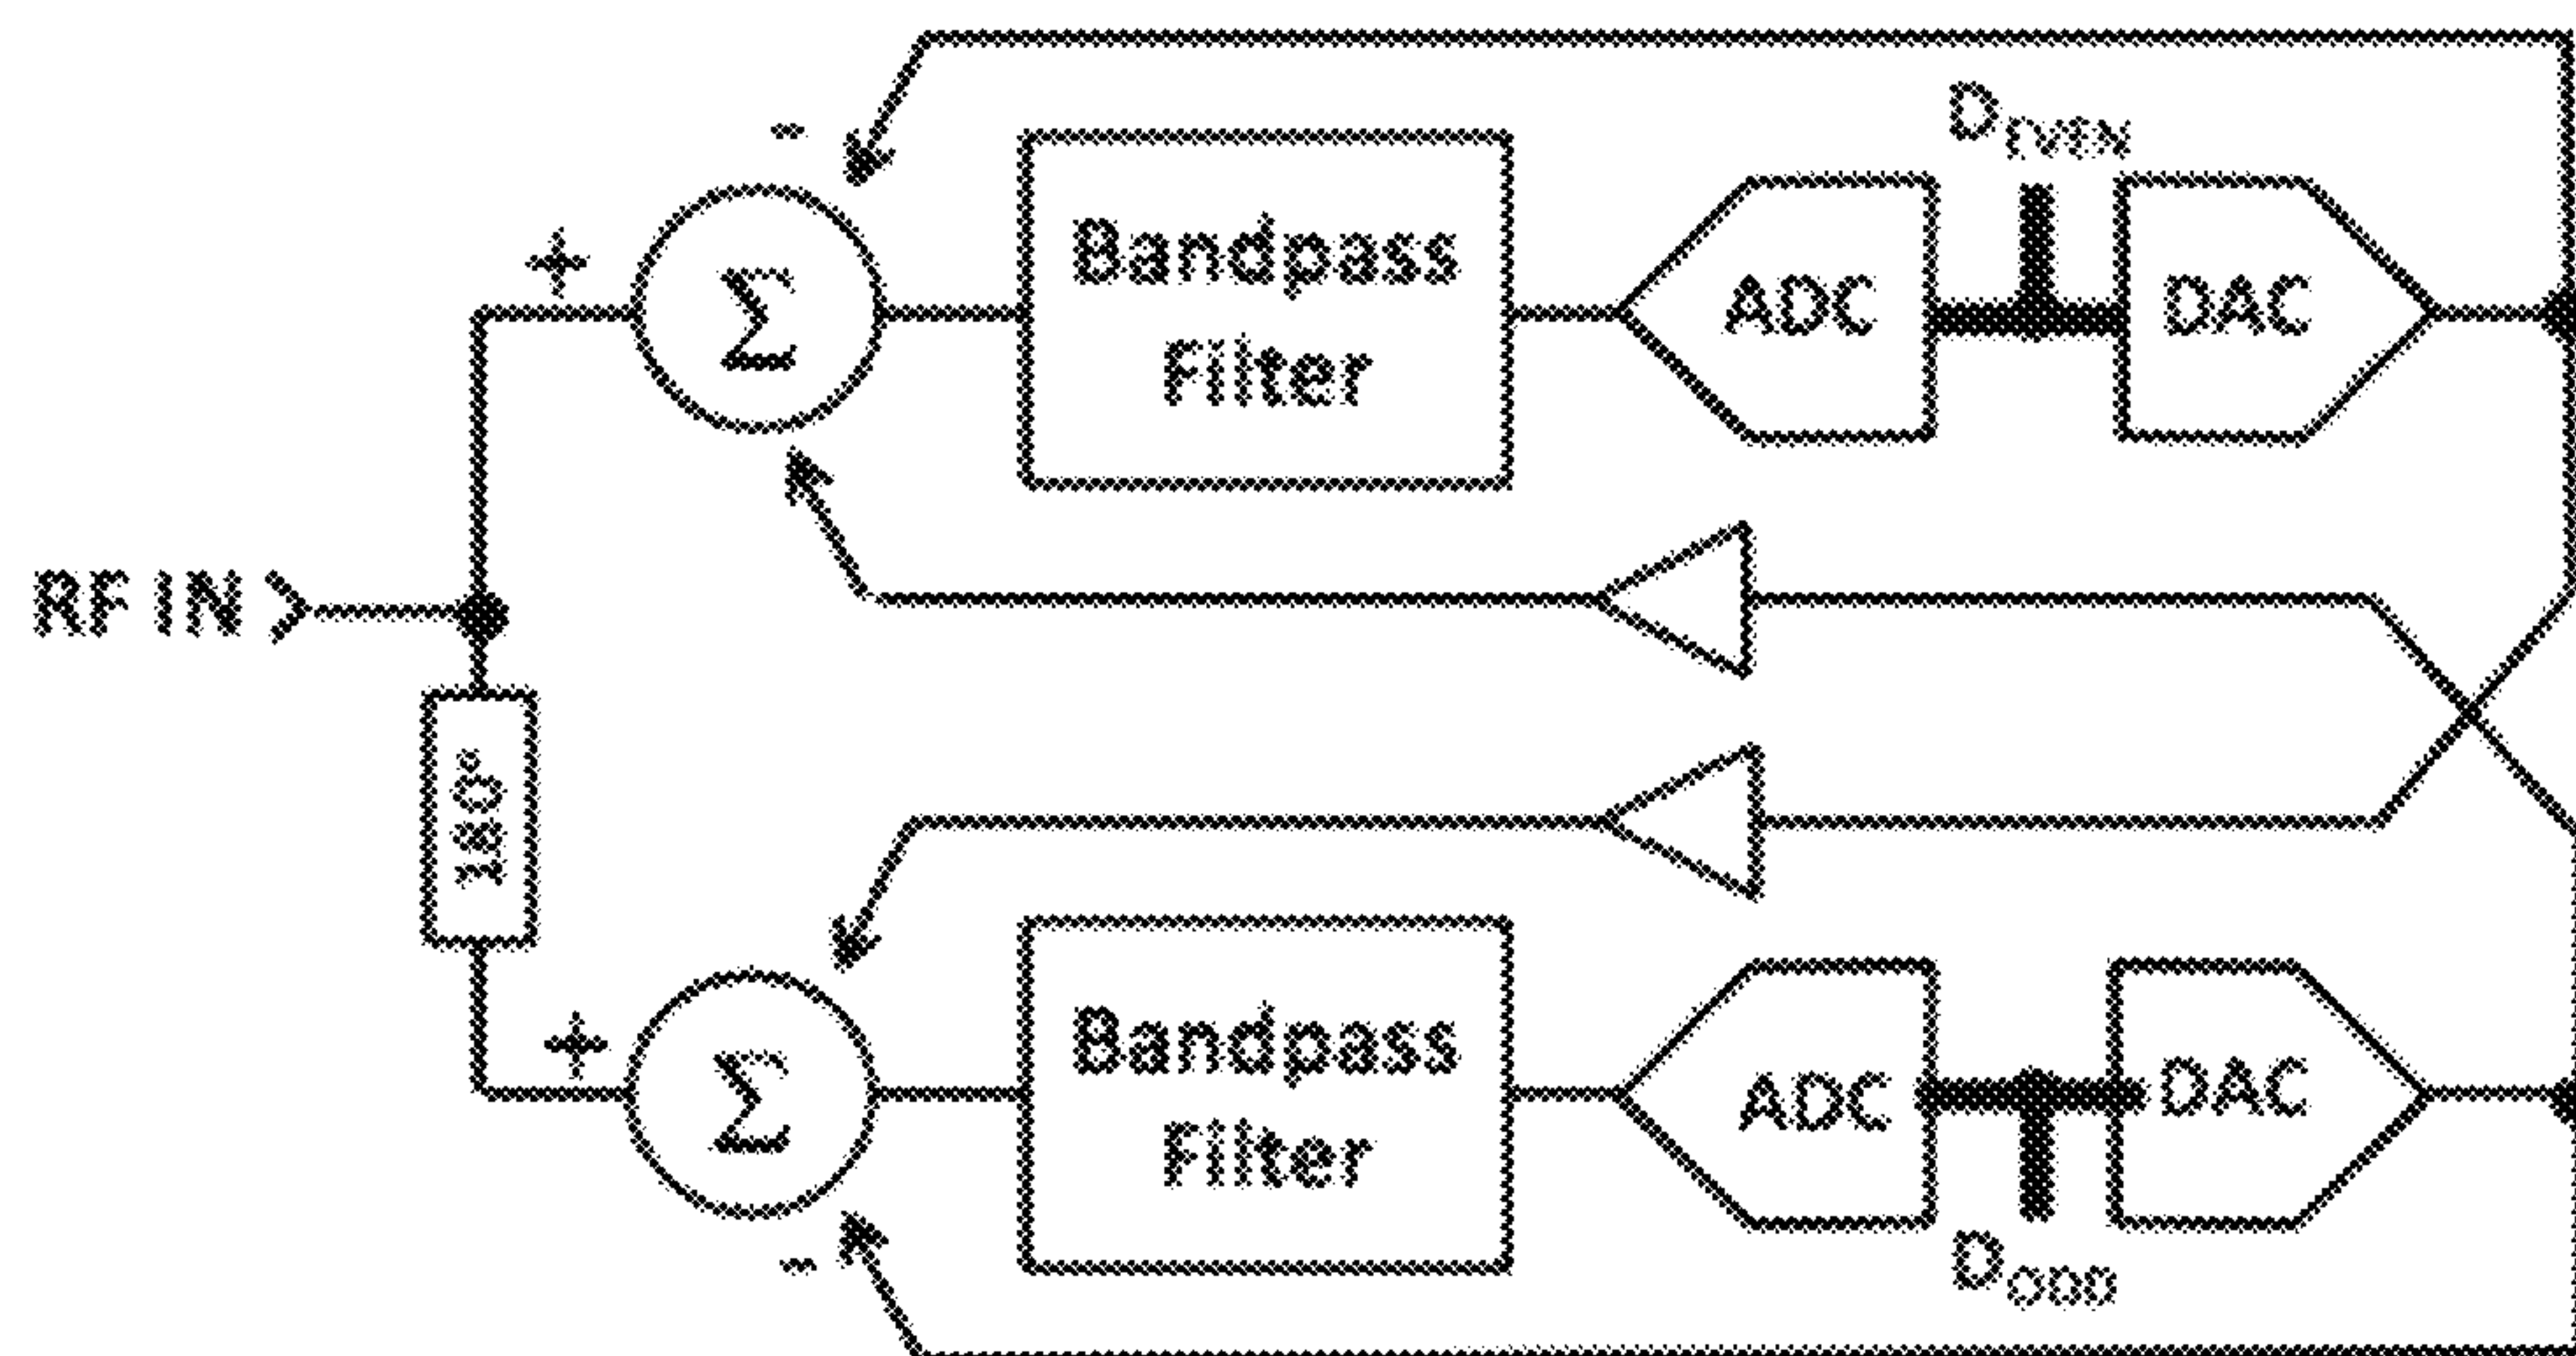 D_EVEN
-
+
Σ
Bandpass
Filter
ADC
DAC
RF IN
180°
+
Σ
-
Bandpass
Filter
ADC
DAC
D_ODD